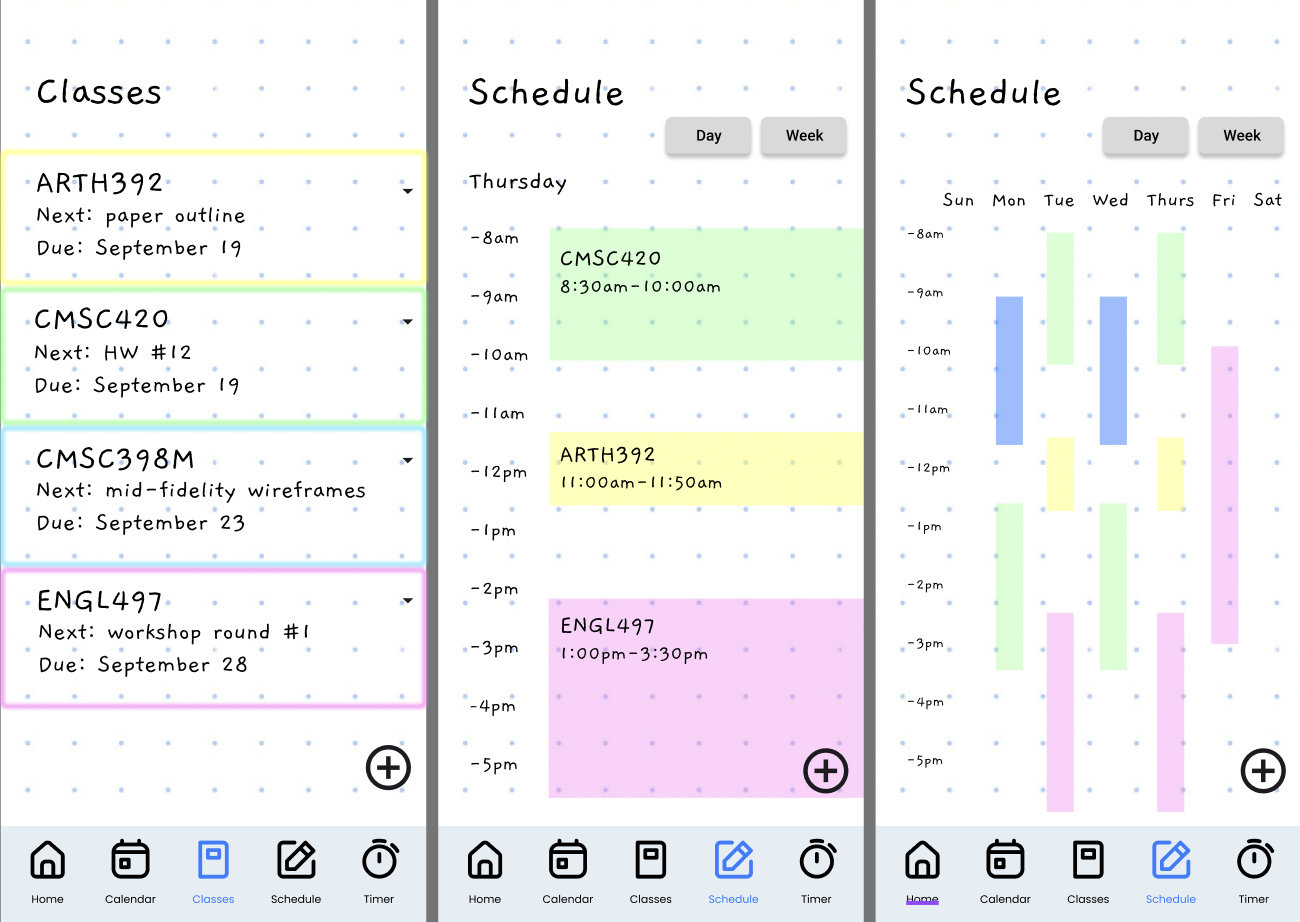 Classes
ARTH392
Next: paper outline
Due: September 19
CMSC420
Next: HW #12
Due: September 19
CMSC398M
Next: mid-fidelity wireframes
Due: September 23
ENGL497
Next: workshop round #1
Due: September 28
Home Calendar Classes Schedule Timer
Schedule
Day Week
Thursday
-8am
CMSC420
8:30am-10:00am
-9am
-10am
-11am
ARTH392
11:00am-11:50am
-12pm
-1pm
-2pm
ENGL497
1:00pm-3:30pm
-3pm
-4pm
-5pm
Home Calendar Classes Schedule Timer
Schedule
Day Week
Sun Mon Tue Wed Thurs Fri Sat
-8am
-9am
-10am
-11am
-12pm
-1pm
-2pm
-3pm
-4pm
-5pm
Home Calendar Classes Schedule Timer